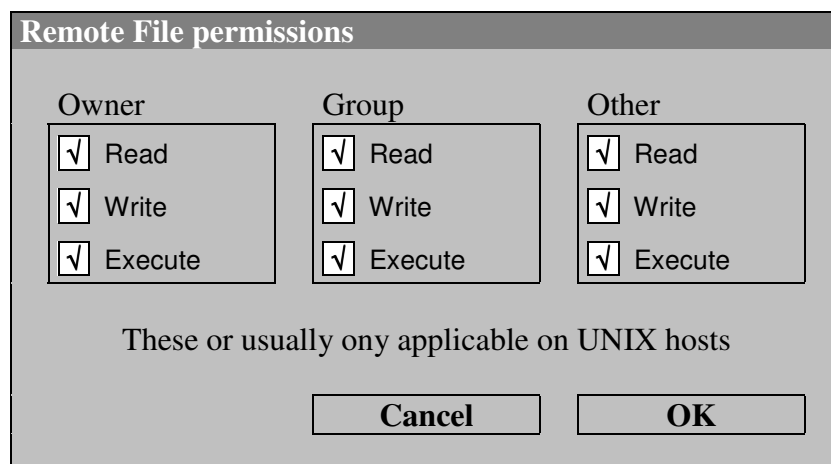 Remote File permissions
Owner Group Other
√ Read √ Read √ Read
√ Write √ Write √ Write
√ Execute √ Execute √ Execute
These or usually ony applicable on UNIX hosts
Cancel OK